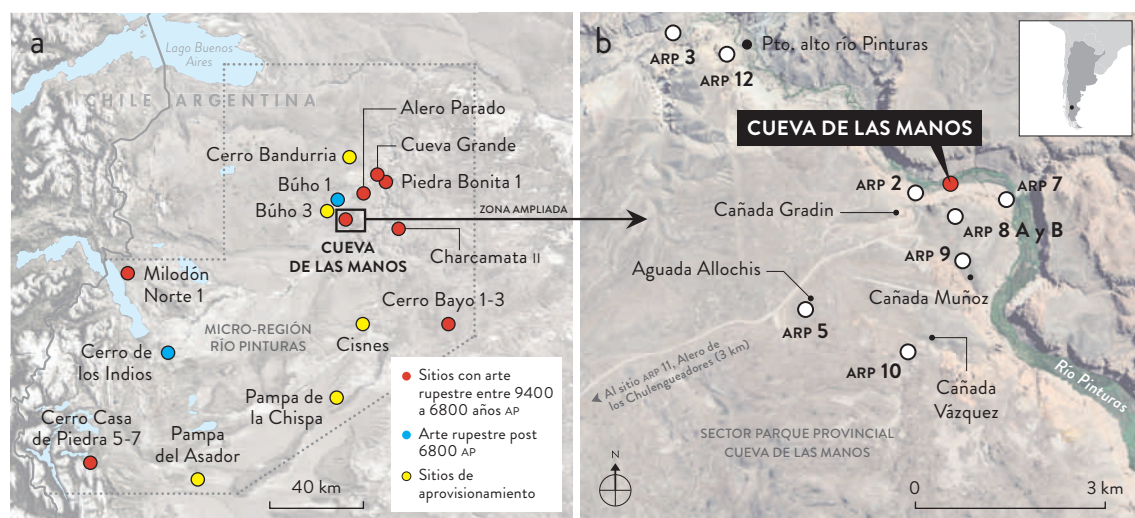 a
Lago Buenos
Aires
CHILE
ARGENTINA
Alero Parado
Cueva Grande
Cerro Bandurria
Piedra Bonita 1
Búho 1
Búho 3
ZONA AMPLIADA
CUEVA
DE LAS MANOS
Charcamata II
Milodón
Norte 1
Cerro Bayo 1-3
MICRO-REGIÓN
RÍO PINTURAS
Cisnes
Cerro de
los Indios
Pampa de
la Chispa
Cerro Casa
de Piedra 5-7
Pampa
del Asador
40 km
Sitios con arte
rupestre entre 9400
a 6800 años AP
Arte rupestre post
6800 AP
Sitios de
aprovisionamiento
b
ARP 3
ARP 12
Pto. alto río Pinturas
CUEVA DE LAS MANOS
ARP 2
ARP 7
Cañada Gradin
ARP 8 A y B
ARP 9
Aguada Allochis
Cañada Muñoz
ARP 5
ARP 10
Cañada
Vázquez
Río Pinturas
Al sitio ARP 11, Alero de
los Chulengueadores (3 km)
SECTOR PARQUE PROVINCIAL
CUEVA DE LAS MANOS
N
0
3 km